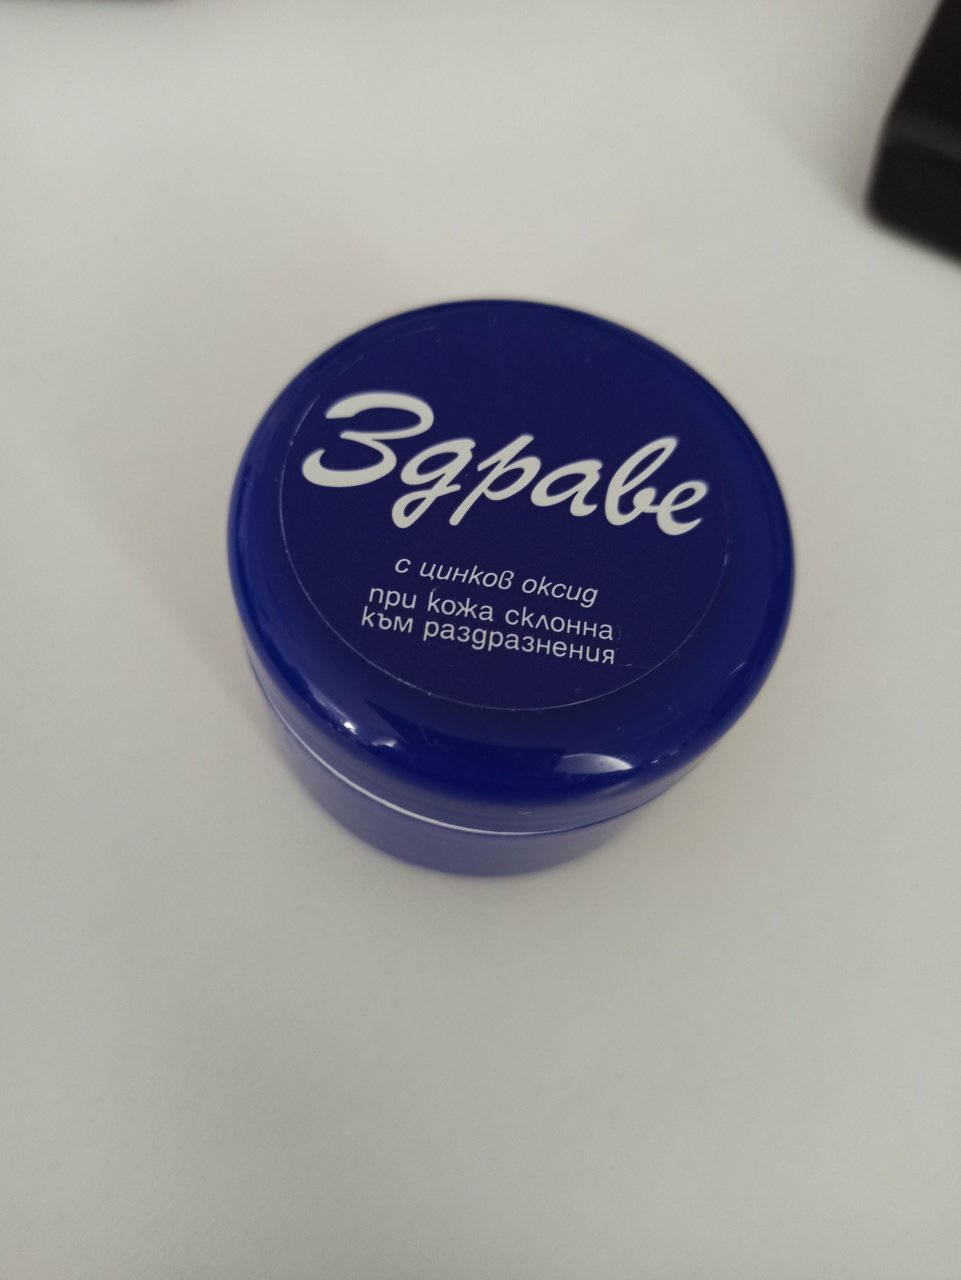 Здраве
с цинков оксид
при кожа склонна
към раздразнения